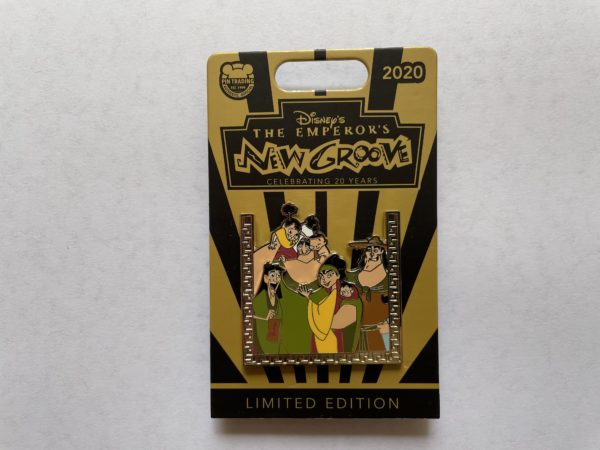 PIN TRADING
2020
Disney's
THE EMPEROR'S
NEW GROOVE
CELEBRATING 20 YEARS
LIMITED EDITION